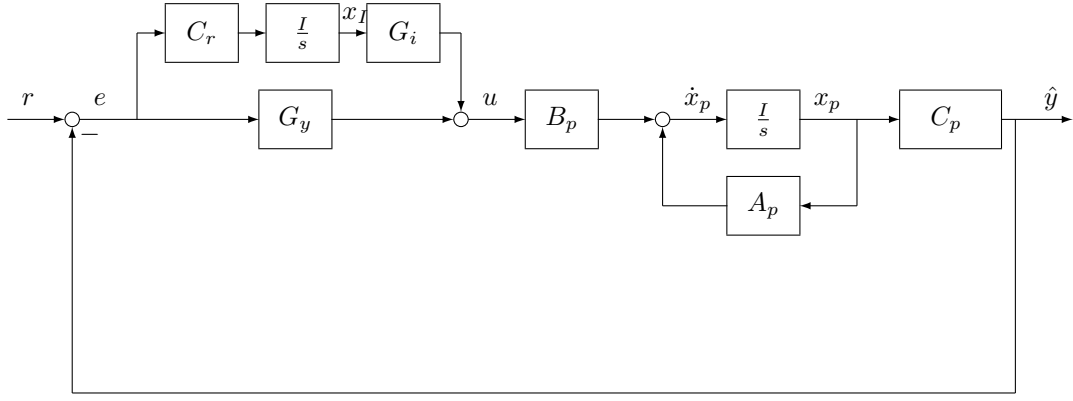 C_r
I/s
x_I
G_i
r
e
−
G_y
u
B_p
ẋ_p
I/s
x_p
C_p
ŷ
A_p